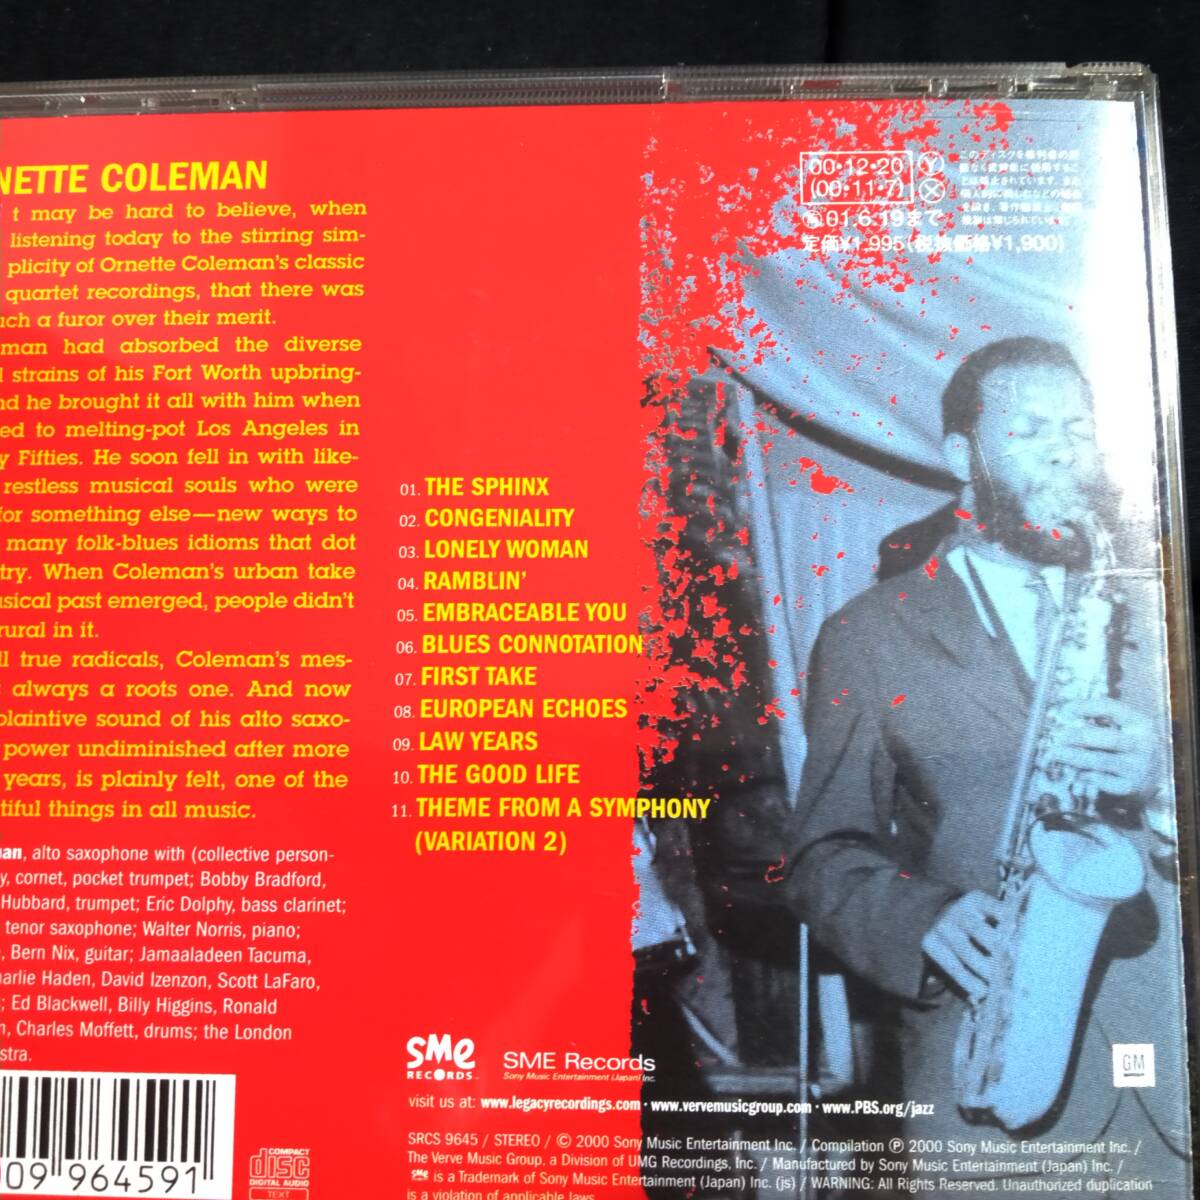 NETTE COLEMAN
t may be hard to believe, when
listening today to the stirring sim-
plicity of Ornette Coleman's classic
quartet recordings, that there was
uch a furor over their merit.
man had absorbed the diverse
l strains of his Fort Worth upbring-
nd he brought it all with him when
ed to melting-pot Los Angeles in
y Fifties. He soon fell in with like-
restless musical souls who were
for something else—new ways to
many folk-blues idioms that dot
try. When Coleman's urban take
usical past emerged, people didn't
rural in it.
ll true radicals, Coleman's mes-
always a roots one. And now
plaintive sound of his alto saxo-
power undiminished after more
years, is plainly felt, one of the
tiful things in all music.
man, alto saxophone with (collective person-
y, cornet, pocket trumpet; Bobby Bradford,
Hubbard, trumpet; Eric Dolphy, bass clarinet;
tenor saxophone; Walter Norris, piano;
, Bern Nix, guitar; Jamaaladeen Tacuma,
harlie Haden, David Izenzon, Scott LaFaro,
; Ed Blackwell, Billy Higgins, Ronald
n, Charles Moffett, drums; the London
stra.
09 964591
COMPACT
disc
DIGITAL AUDIO
TEXT
01. THE SPHINX
02. CONGENIALITY
03. LONELY WOMAN
04. RAMBLIN'
05. EMBRACEABLE YOU
06. BLUES CONNOTATION
07. FIRST TAKE
08. EUROPEAN ECHOES
09. LAW YEARS
10. THE GOOD LIFE
11. THEME FROM A SYMPHONY
(VARIATION 2)
00・12・20 Ⓨ
(00・11・7) Ⓧ
01.6.19まで
定価¥1,995(税抜価格¥1,900)
SME
RECORDS
SME Records
Sony Music Entertainment (Japan) Inc.
GM
visit us at: www.legacyrecordings.com · www.vervemusicgroup.com · www.PBS.org/jazz
SRCS 9645 / STEREO / © 2000 Sony Music Entertainment Inc. / Compilation ℗ 2000 Sony Music Entertainment Inc. /
The Verve Music Group, a Division of UMG Recordings, Inc. / Manufactured by Sony Music Entertainment (Japan) Inc. /
SME is a Trademark of Sony Music Entertainment (Japan) Inc. (js) / WARNING: All Rights Reserved. Unauthorized duplication
is a violation of applicable laws.